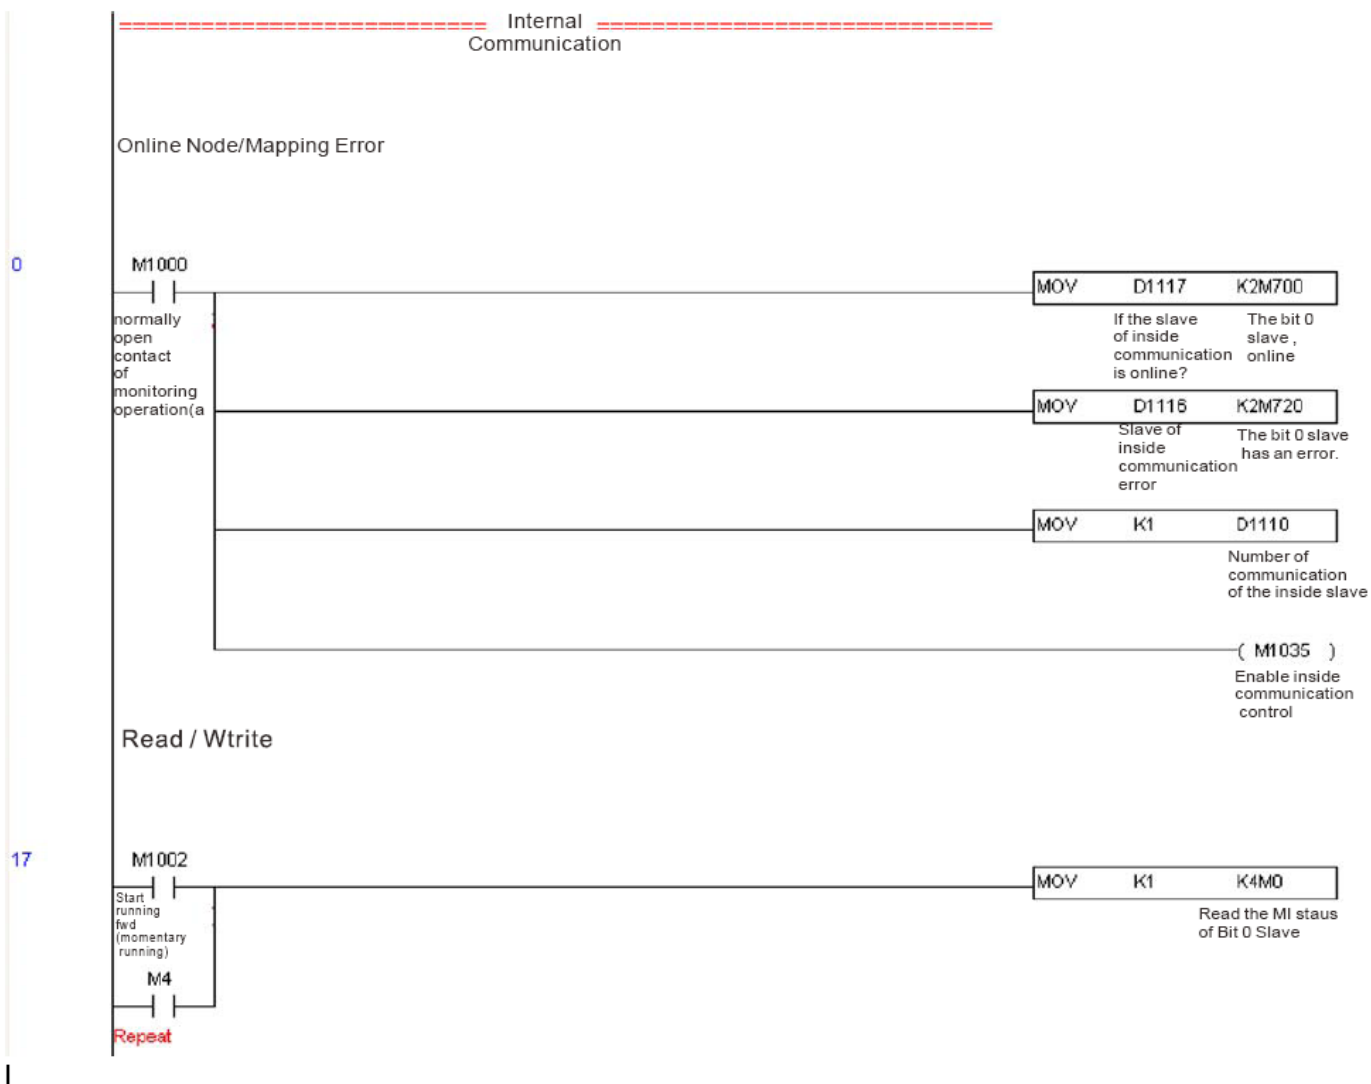 ========================== Internal ============================
Communication
Online Node/Mapping Error
0
M1000
MOV D1117 K2M700
normally
open
contact
of
monitoring
operation(a
If the slave
of inside
communication
is online?
The bit 0
slave ,
online
MOV D1116 K2M720
Slave of
inside
communication
error
The bit 0 slave
has an error.
MOV K1 D1110
Number of
communication
of the inside slave
( M1035 )
Enable inside
communication
control
Read / Wtrite
17
M1002
MOV K1 K4M0
Start
running
fwd
(momentary
running)
Read the MI staus
of Bit 0 Slave
M4
Repeat